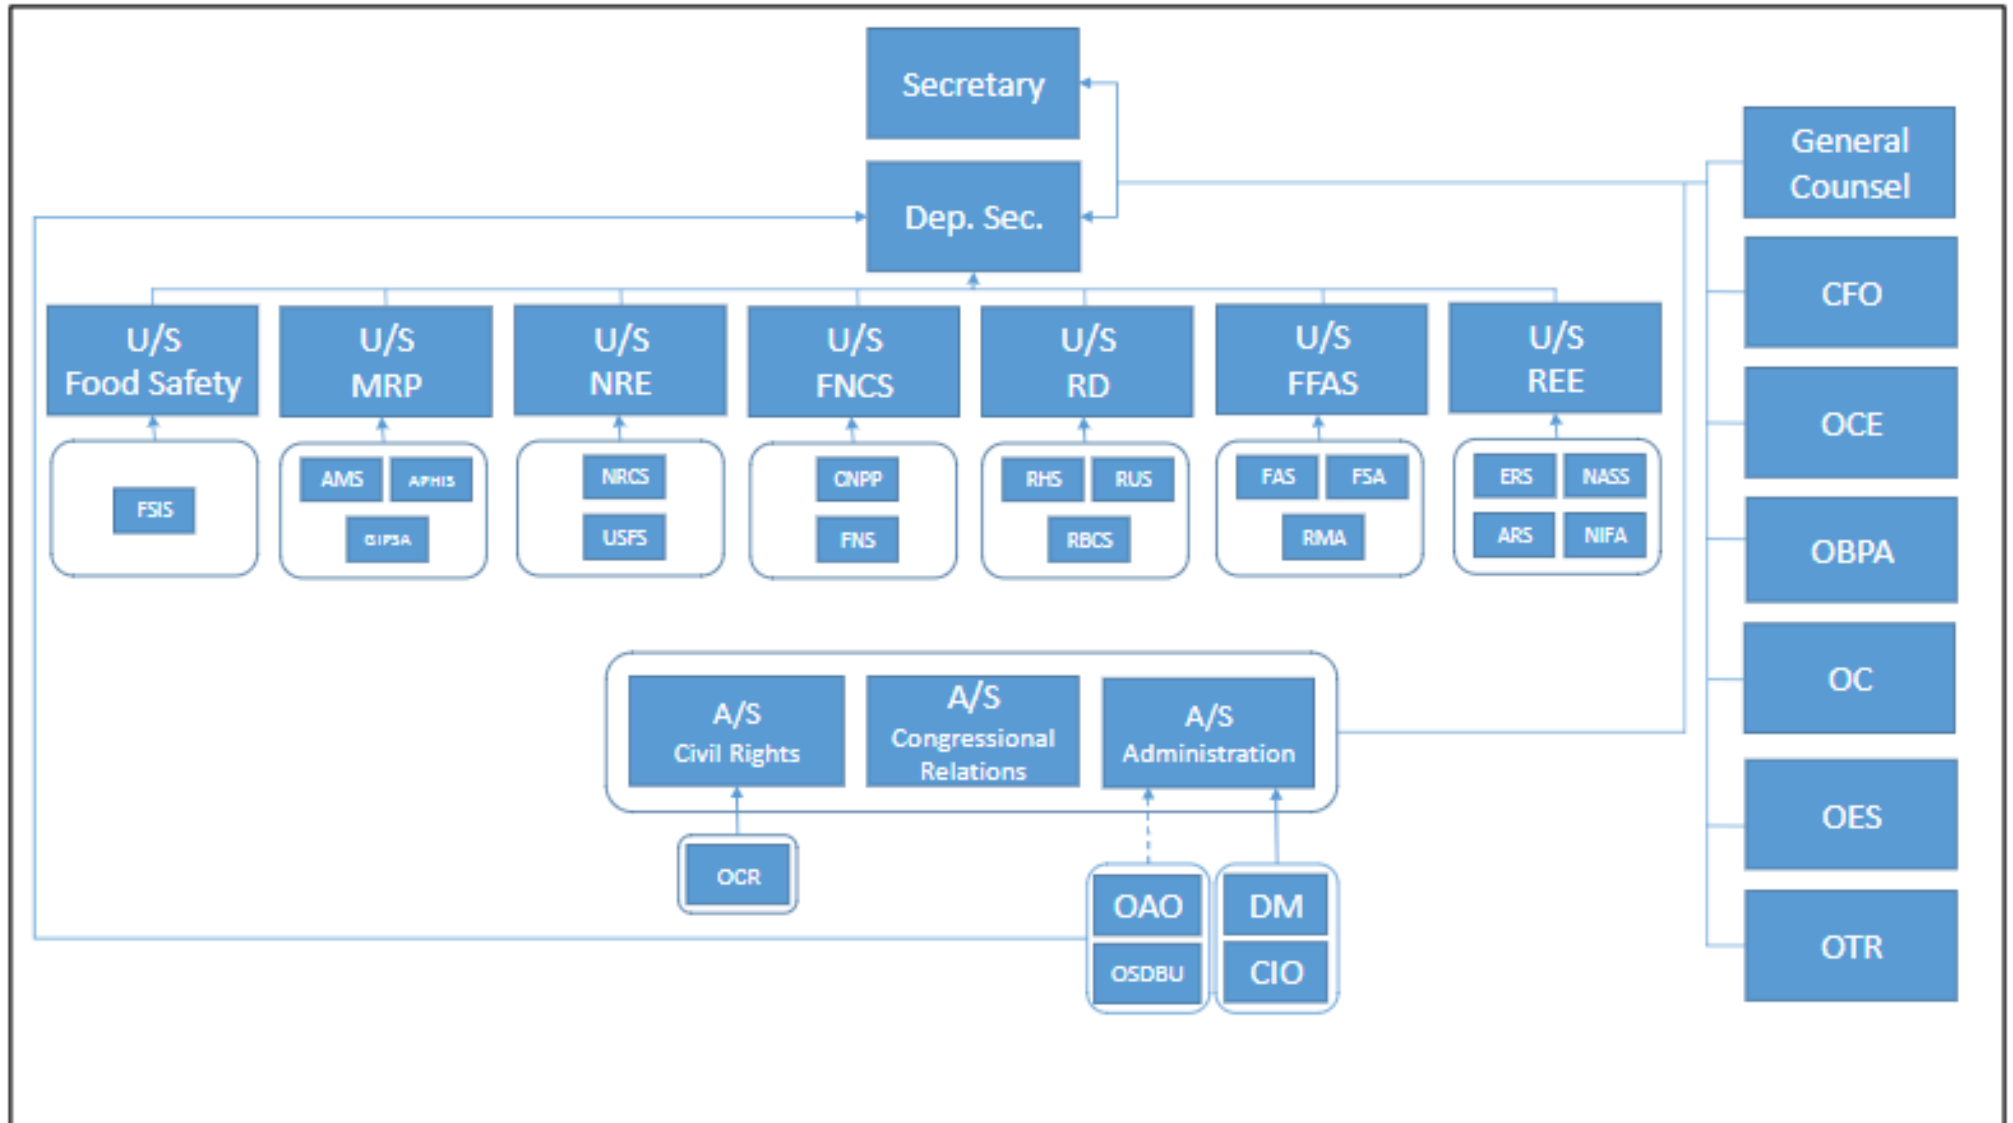 Secretary
Dep. Sec.
General
Counsel
CFO
OCE
OBPA
OC
OES
OTR
U/S
Food Safety
U/S
MRP
U/S
NRE
U/S
FNCS
U/S
RD
U/S
FFAS
U/S
REE
FSIS
AMS
APHIS
GIPSA
NRCS
USFS
CNPP
FNS
RHS
RUS
RBCS
FAS
FSA
RMA
ERS
NASS
ARS
NIFA
A/S
Civil Rights
A/S
Congressional
Relations
A/S
Administration
OCR
OAO
OSDBU
DM
CIO